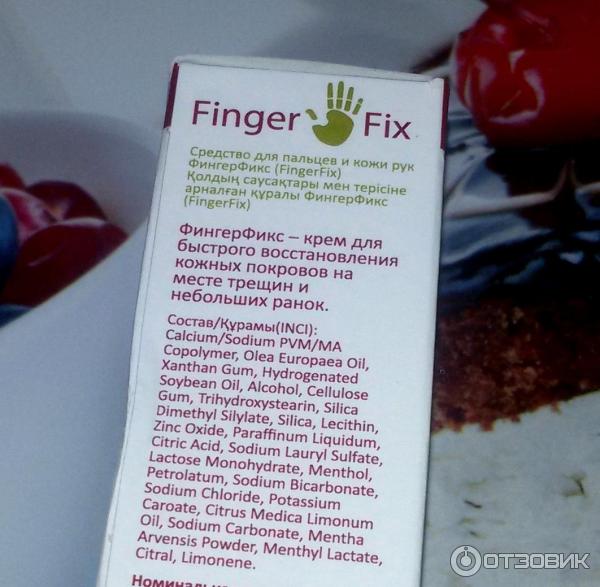 Finger Fix
Средство для пальцев и кожи рук
ФингерФикс (FingerFix)
Қолдың саусақтары мен терісіне
арналған құралы ФингерФикс
(FingerFix)
ФингерФикс – крем для
быстрого восстановления
кожных покровов на
месте трещин и
небольших ранок.
Состав/Құрамы(INCI):
Calcium/Sodium PVM/MA
Copolymer, Olea Europaea Oil,
Xanthan Gum, Hydrogenated
Soybean Oil, Alcohol, Cellulose
Gum, Trihydroxystearin, Silica
Dimethyl Silylate, Silica, Lecithin,
Zinc Oxide, Paraffinum Liquidum,
Citric Acid, Sodium Lauryl Sulfate,
Lactose Monohydrate, Menthol,
Petrolatum, Sodium Bicarbonate,
Sodium Chloride, Potassium
Caroate, Citrus Medica Limonum
Oil, Sodium Carbonate, Mentha
Arvensis Powder, Menthyl Lactate,
Citral, Limonene.
ОТЗОВИК